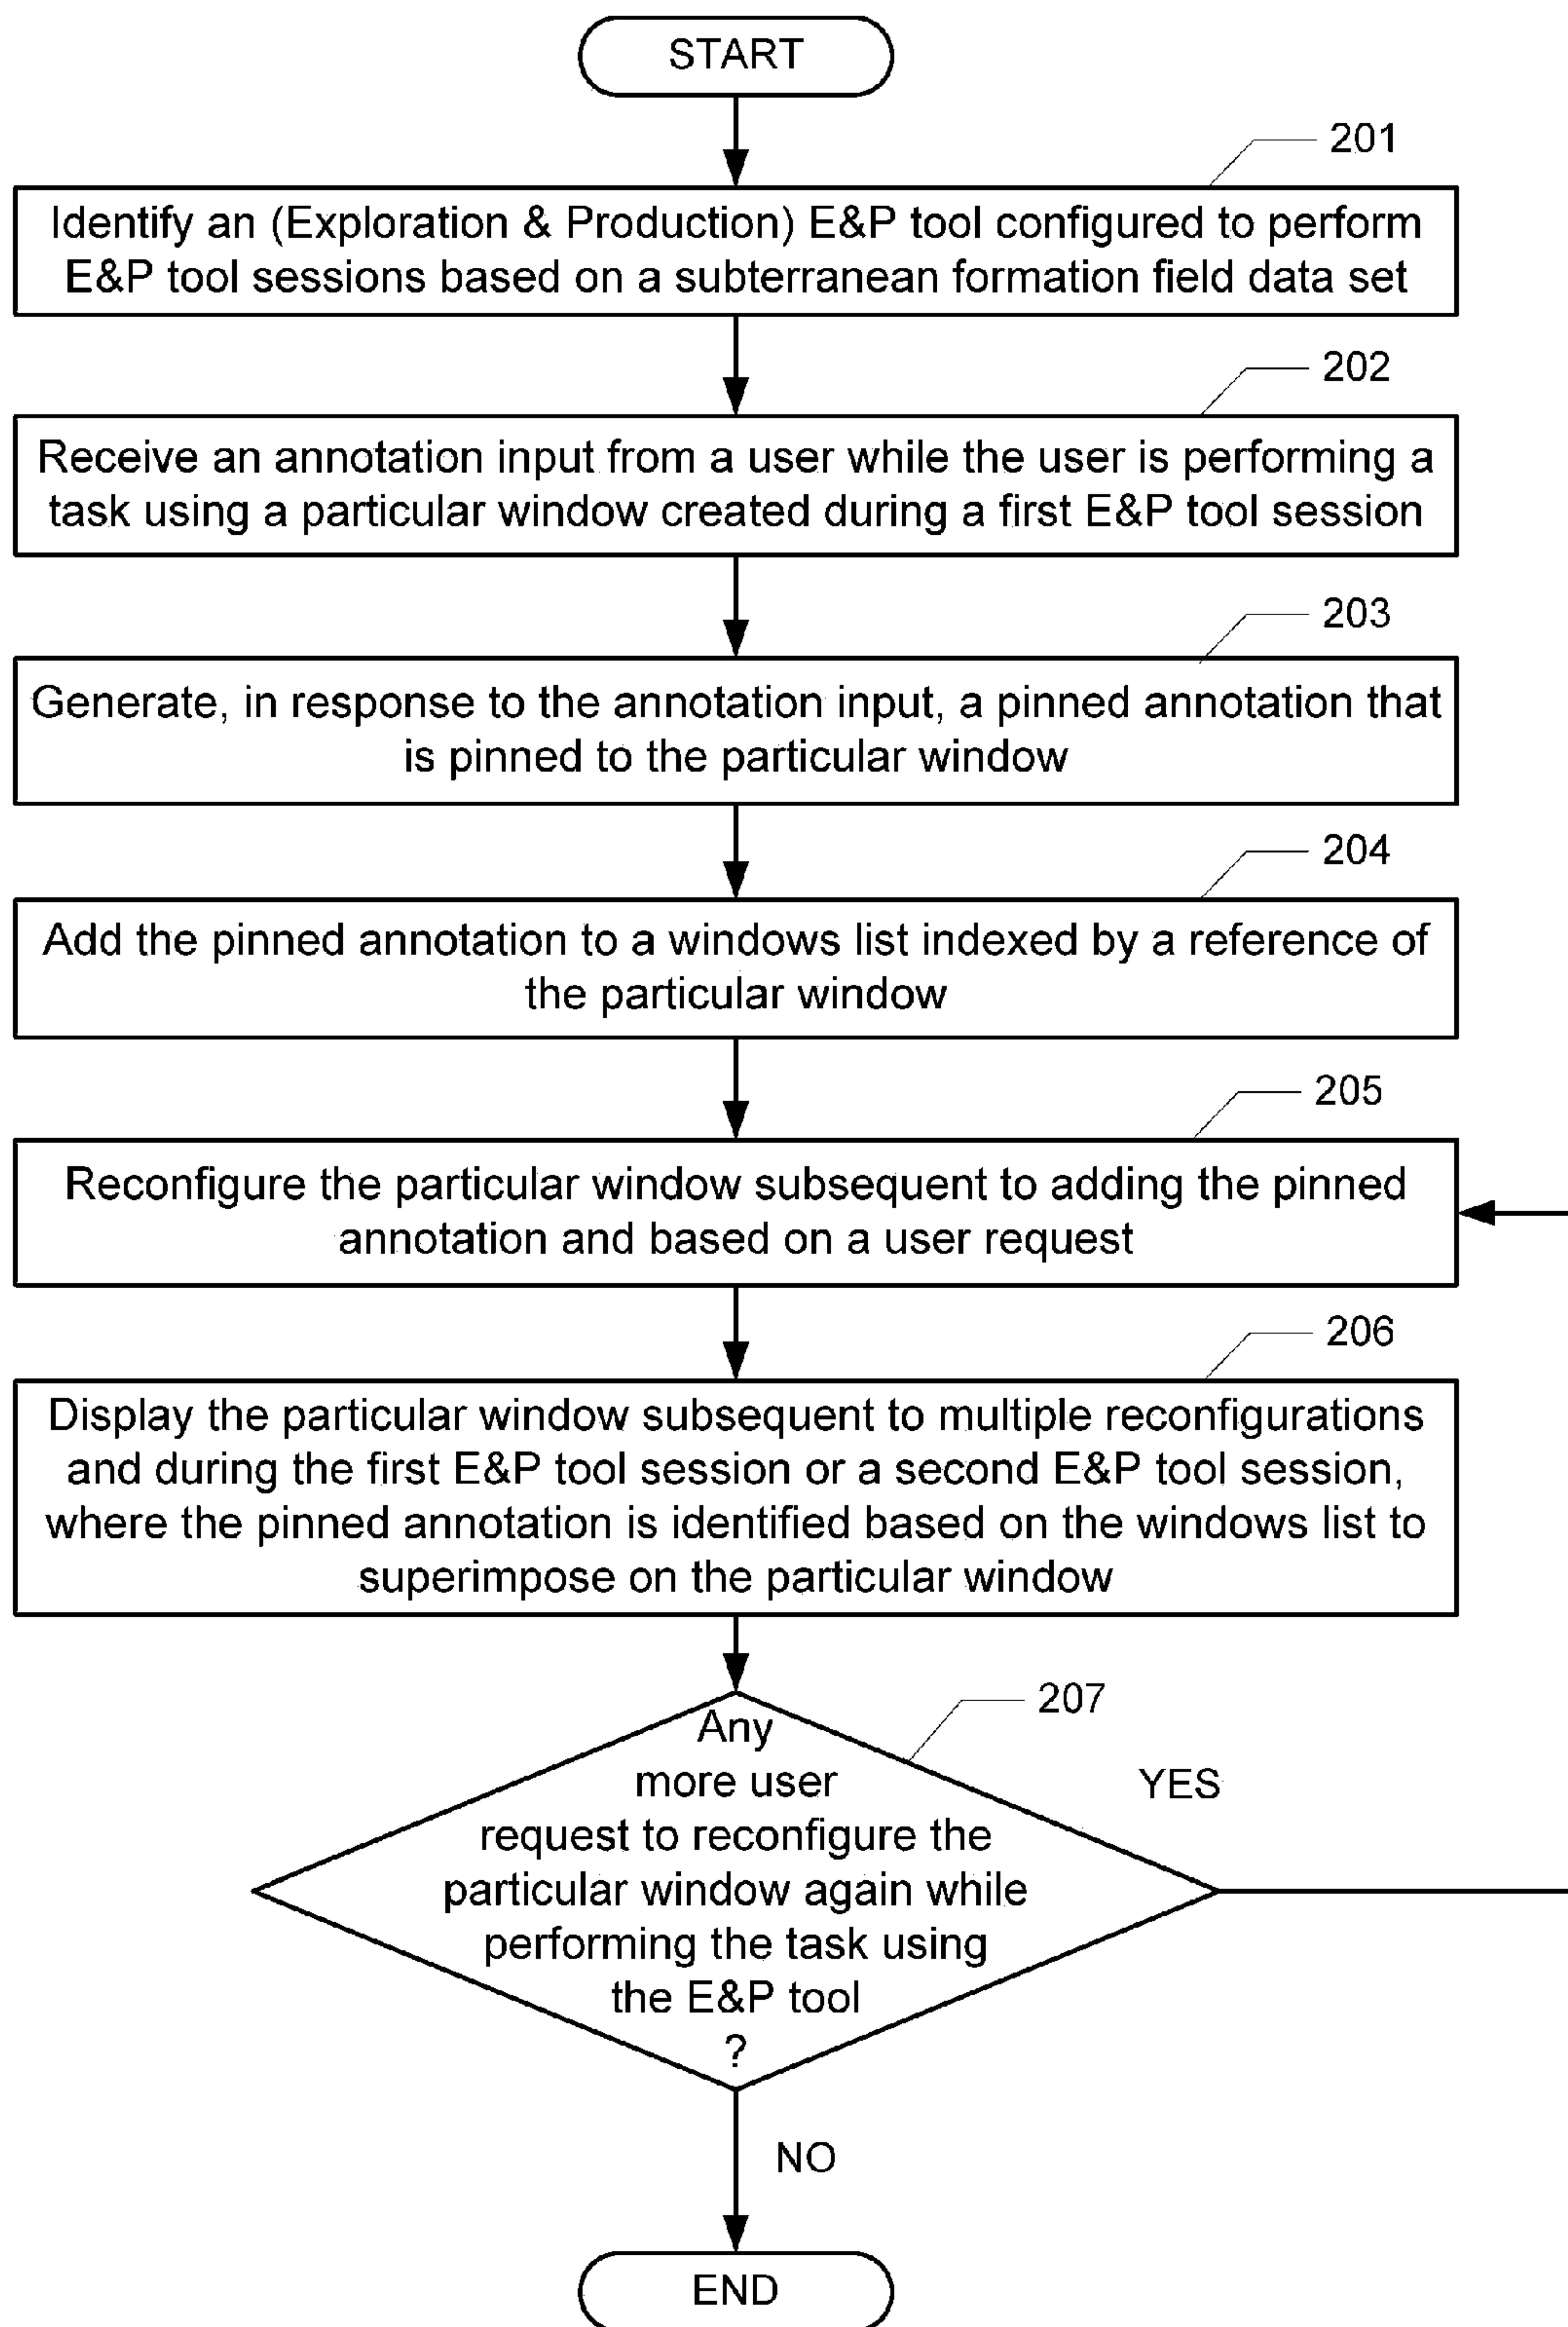 START
201
Identify an (Exploration & Production) E&P tool configured to perform
E&P tool sessions based on a subterranean formation field data set
202
Receive an annotation input from a user while the user is performing a
task using a particular window created during a first E&P tool session
203
Generate, in response to the annotation input, a pinned annotation that
is pinned to the particular window
204
Add the pinned annotation to a windows list indexed by a reference of
the particular window
205
Reconfigure the particular window subsequent to adding the pinned
annotation and based on a user request
206
Display the particular window subsequent to multiple reconfigurations
and during the first E&P tool session or a second E&P tool session,
where the pinned annotation is identified based on the windows list to
superimpose on the particular window
207
Any
more user
request to reconfigure the
particular window again while
performing the task using
the E&P tool
?
YES
NO
END